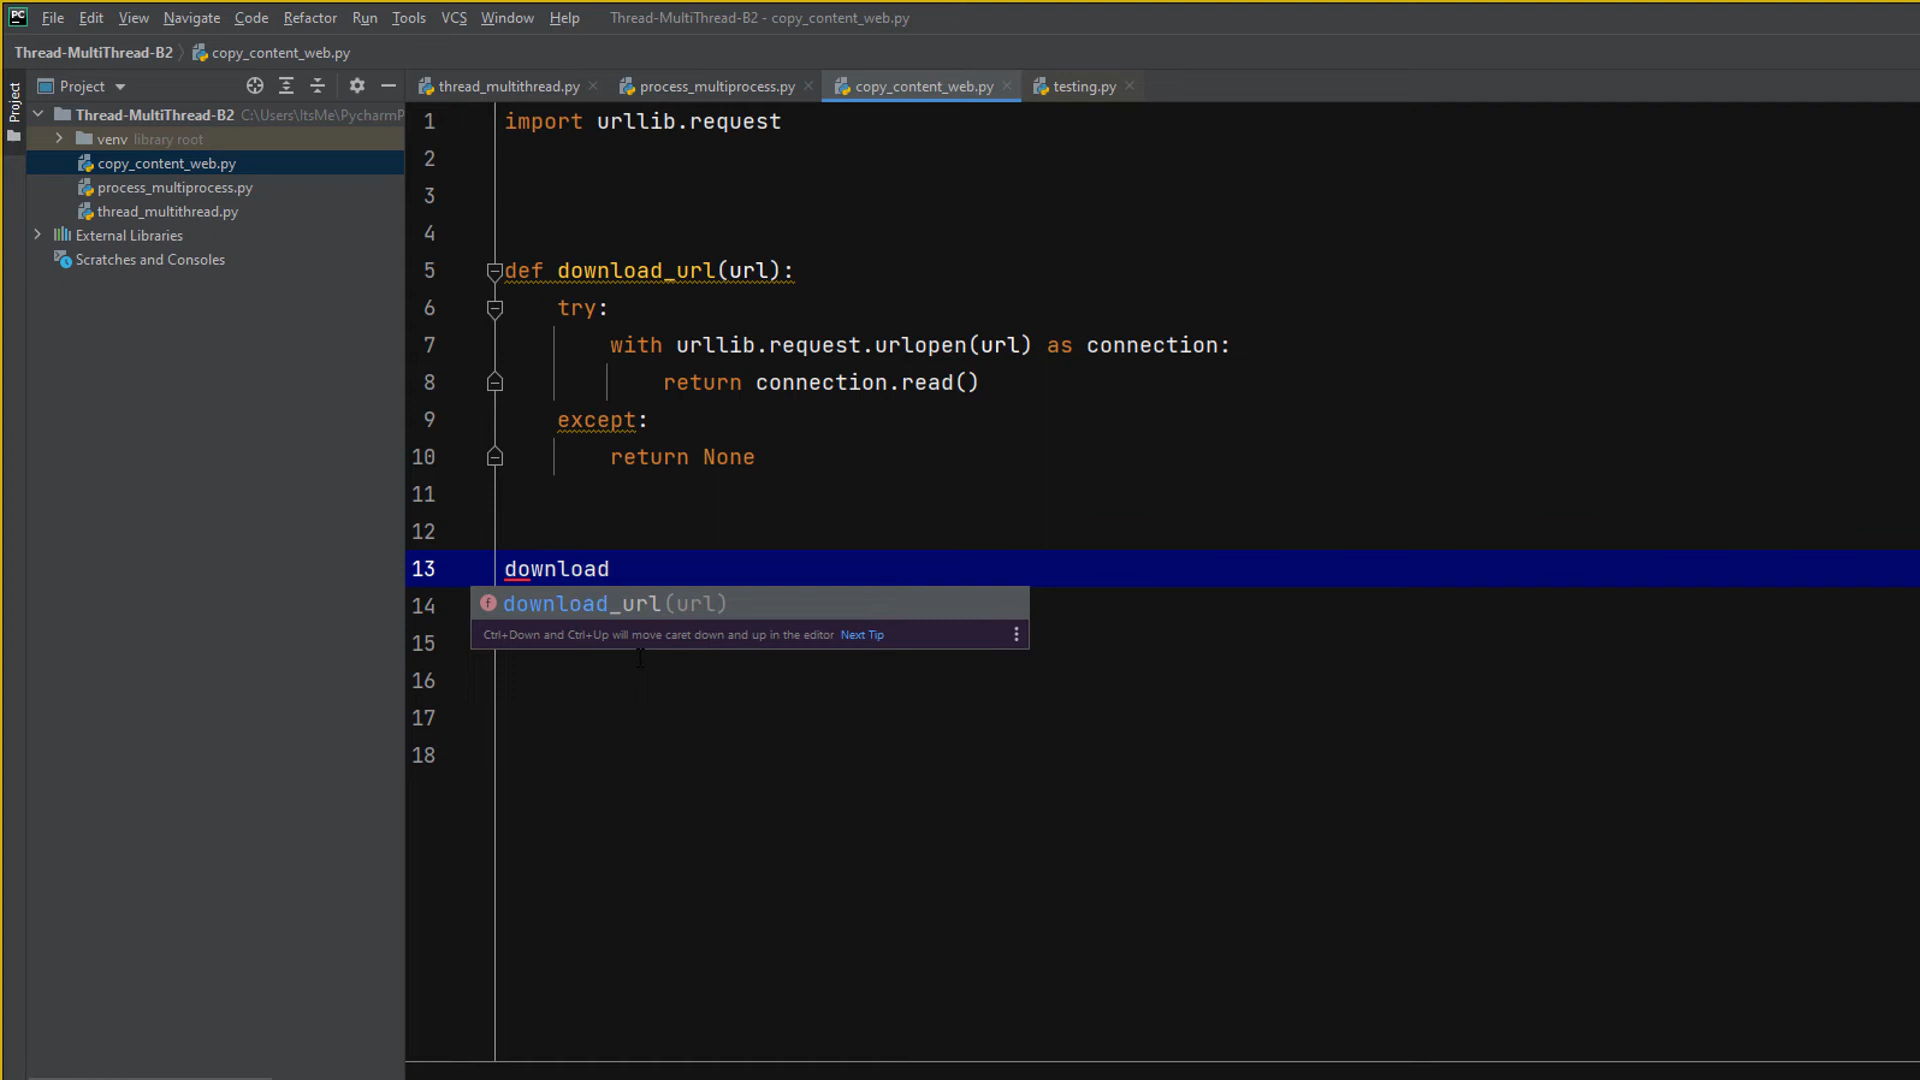 PC File Edit View Navigate Code Refactor Run Tools VCS Window Help Thread-MultiThread-B2 - copy_content_web.py
Thread-MultiThread-B2 copy_content_web.py
Project
Project
thread_multithread.py process_multiprocess.py copy_content_web.py testing.py
Thread-MultiThread-B2 C:\Users\ItsMe\PycharmP
venv library root
copy_content_web.py
process_multiprocess.py
thread_multithread.py
External Libraries
Scratches and Consoles
1 import urllib.request
2
3
4
5 def download_url(url):
6 try:
7 with urllib.request.urlopen(url) as connection:
8 return connection.read()
9 except:
10 return None
11
12
13 download
14
f download_url(url)
Ctrl+Down and Ctrl+Up will move caret down and up in the editor Next Tip
15
16
17
18